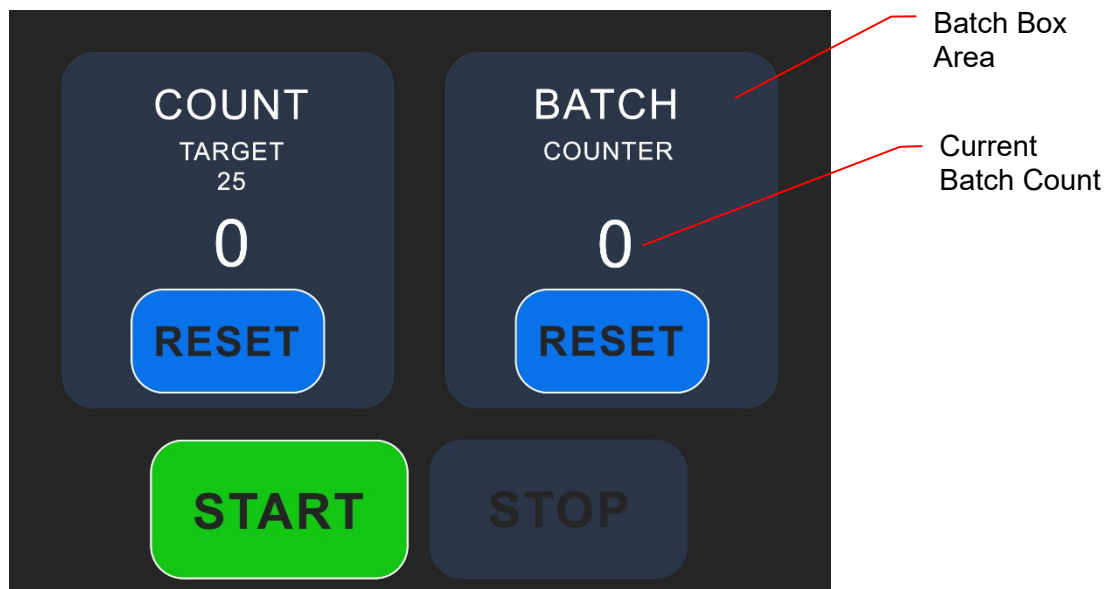 COUNT
TARGET
25
0
RESET
BATCH
COUNTER
0
RESET
START
STOP
Batch Box
Area
Current
Batch Count